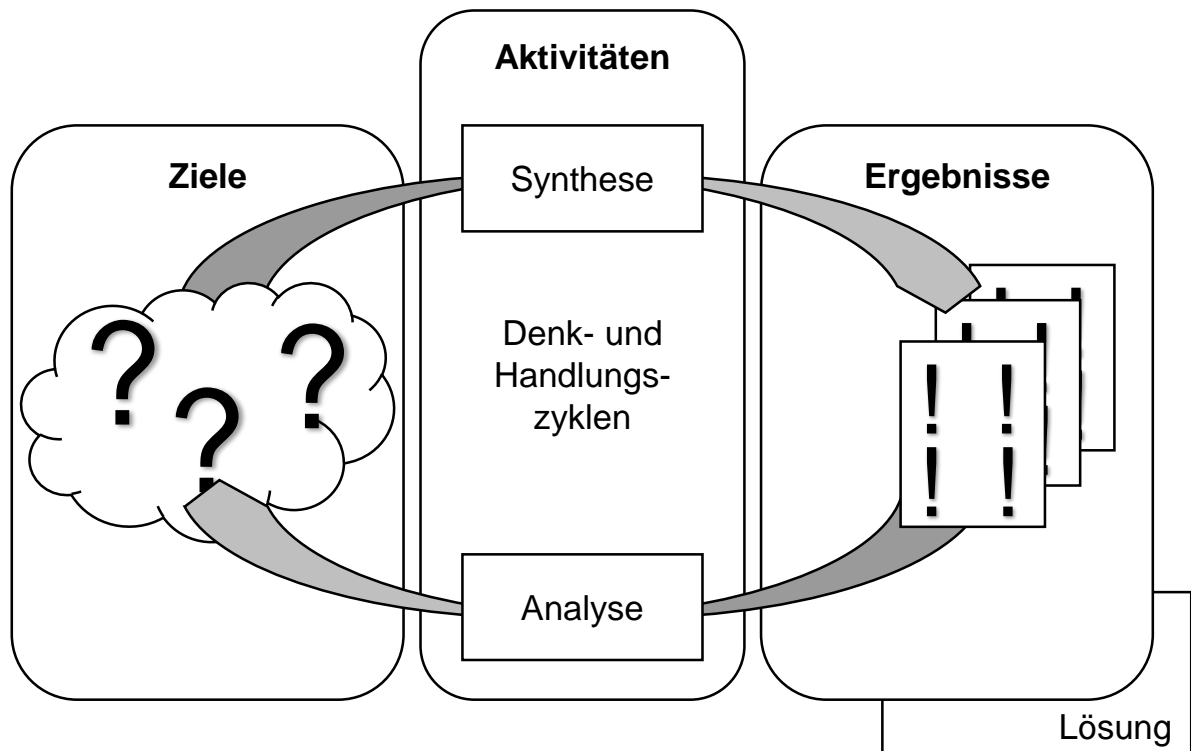 Aktivitäten
Ziele
Synthese
Ergebnisse
? ? ?
Denk- und
Handlungs-
zyklen
! !
! !
Analyse
Lösung